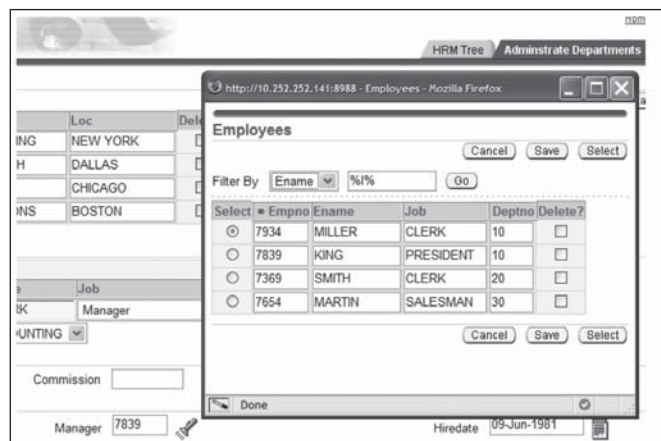 HRM Tree Adminstrate Departments
http://10.252.252.141:8988 - Employees - Mozilla Firefox
Employees
Cancel Save Select
Filter By Ename %I% Go
Select Empno Ename Job Deptno Delete?
7934 MILLER CLERK 10
7839 KING PRESIDENT 10
7369 SMITH CLERK 20
7654 MARTIN SALESMAN 30
Cancel Save Select
Done
Loc
NEW YORK
DALLAS
CHICAGO
BOSTON
Job
Manager
Commission
Manager 7839
Hiredate 09-Jun-1981